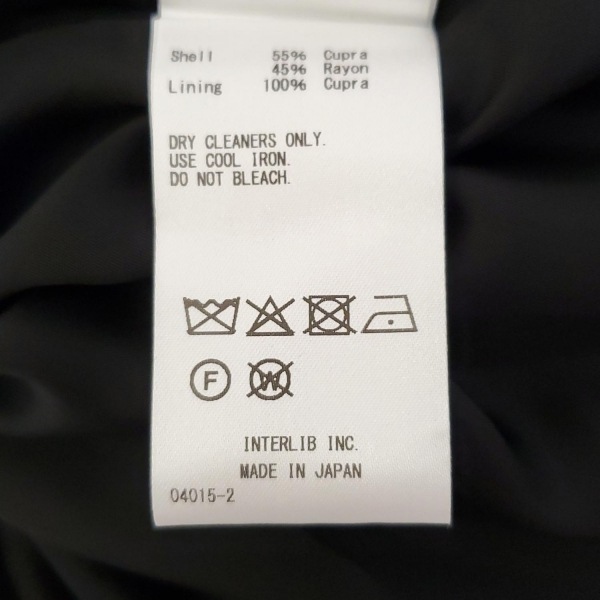 Shell 55% Cupra
45% Rayon
Lining 100% Cupra
DRY CLEANERS ONLY.
USE COOL IRON.
DO NOT BLEACH.
F W
INTERLIB INC.
MADE IN JAPAN
04015-2